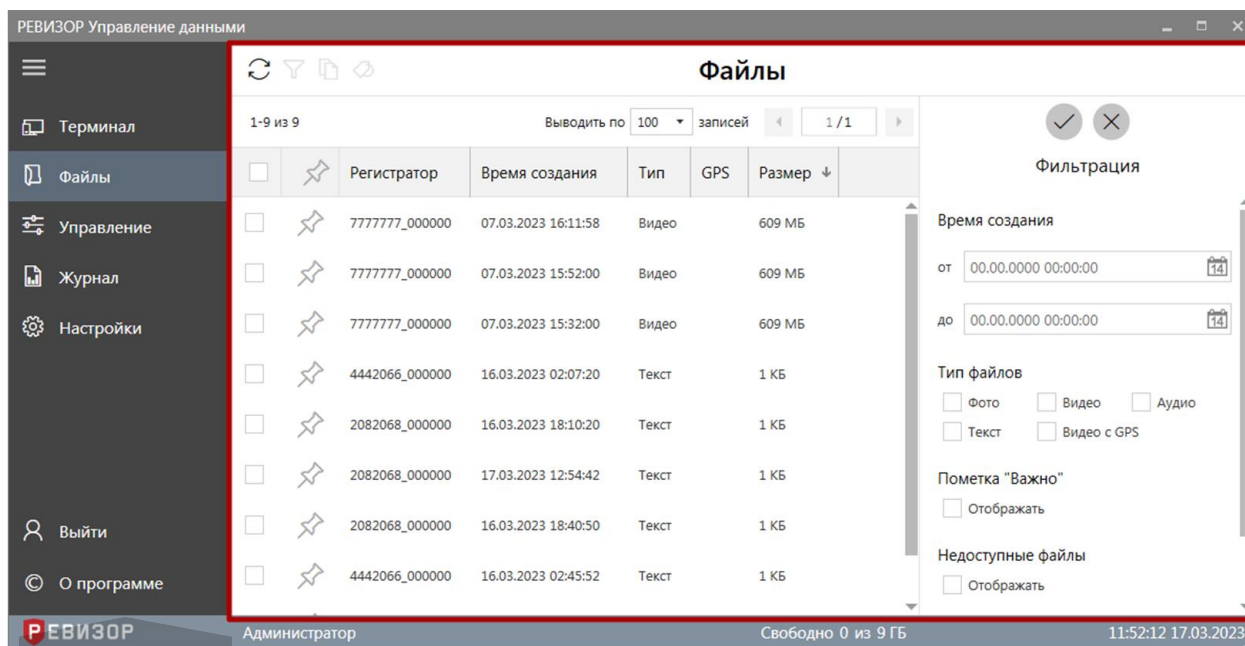 РЕВИЗОР Управление данными
Файлы
Терминал
Файлы
Управление
Журнал
Настройки
Выйти
О программе
1-9 из 9 Выводить по 100 записей 1 / 1
Регистратор Время создания Тип GPS Размер
7777777_000000 07.03.2023 16:11:58 Видео 609 МБ
7777777_000000 07.03.2023 15:52:00 Видео 609 МБ
7777777_000000 07.03.2023 15:32:00 Видео 609 МБ
4442066_000000 16.03.2023 02:07:20 Текст 1 КБ
2082068_000000 16.03.2023 18:10:20 Текст 1 КБ
2082068_000000 17.03.2023 12:54:42 Текст 1 КБ
2082068_000000 16.03.2023 18:40:50 Текст 1 КБ
4442066_000000 16.03.2023 02:45:52 Текст 1 КБ
Фильтрация
Время создания
от 00.00.0000 00:00:00 14
до 00.00.0000 00:00:00 14
Тип файлов
Фото Видео Аудио
Текст Видео с GPS
Пометка "Важно"
Отображать
Недоступные файлы
Отображать
РЕВИЗОР Администратор Свободно 0 из 9 ГБ 11:52:12 17.03.2023